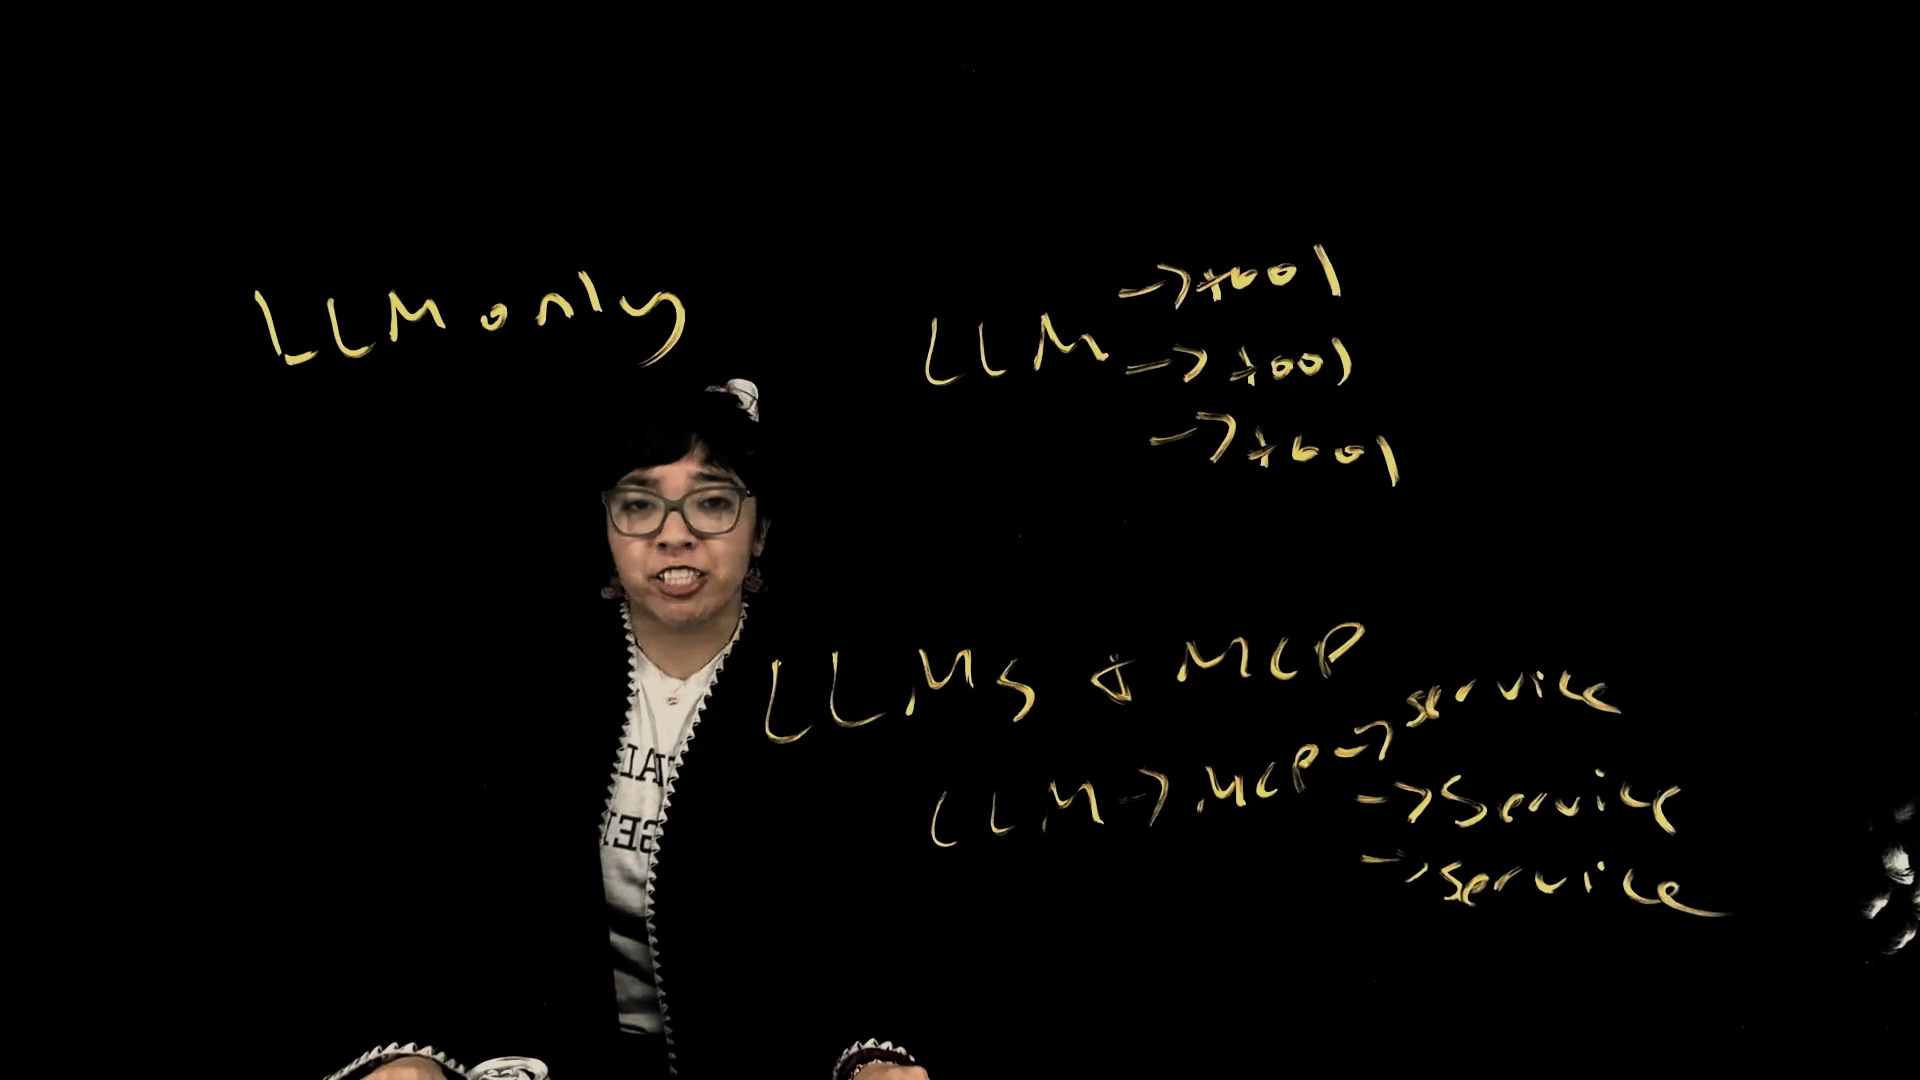 LLM only
→ tool
LLM → tool
→ tool
LLMs & MCP
LLM → MCP → service
→ service
→ service